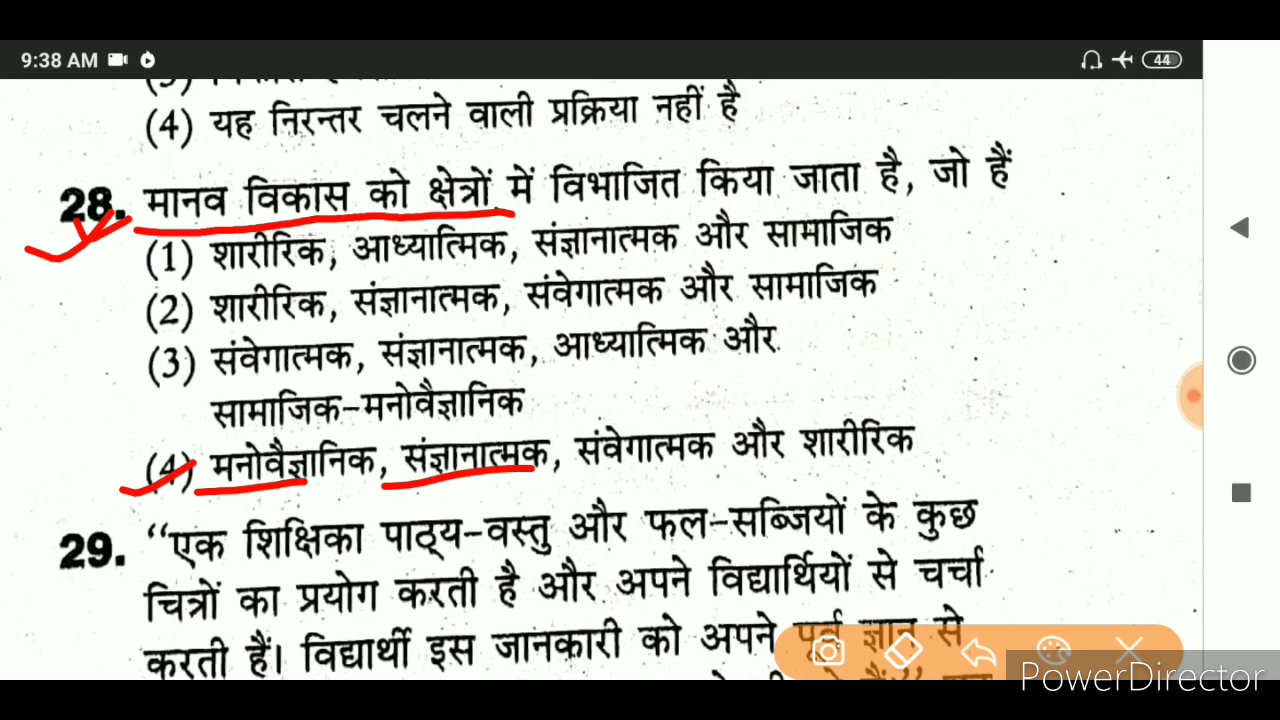 9:38 AM
44
(4) यह निरन्तर चलने वाली प्रक्रिया नहीं है
28. मानव विकास को क्षेत्रों में विभाजित किया जाता है, जो हैं
(1) शारीरिक, आध्यात्मिक, संज्ञानात्मक और सामाजिक
(2) शारीरिक, संज्ञानात्मक, संवेगात्मक और सामाजिक
(3) संवेगात्मक, संज्ञानात्मक, आध्यात्मिक और
सामाजिक-मनोवैज्ञानिक
(4) मनोवैज्ञानिक, संज्ञानात्मक, संवेगात्मक और शारीरिक
29. “एक शिक्षिका पाठ्य-वस्तु और फल-सब्जियों के कुछ
चित्रों का प्रयोग करती है और अपने विद्यार्थियों से चर्चा
करती हैं। विद्यार्थी इस जानकारी को अपने पूर्व ज्ञान से
PowerDirector